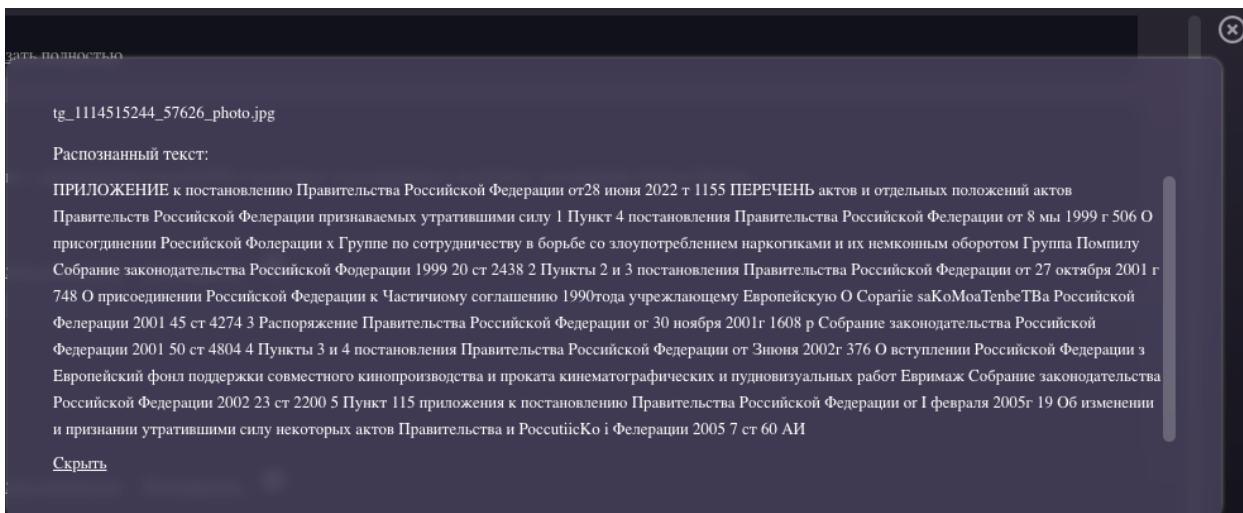 зать полностью
tg_1114515244_57626_photo.jpg
Распознанный текст:
ПРИЛОЖЕНИЕ к постановлению Правительства Российской Федерации от28 июня 2022 т 1155 ПЕРЕЧЕНЬ актов и отдельных положений актов
Правительств Российской Фелерации признаваемых утратившими силу 1 Пункт 4 постановления Правительства Российской Фелерации от 8 мы 1999 г 506 О
присогдинении Роесийской Фолерации х Группе по сотрудничеству в борьбе со злоупотреблением наркогиками и их немконным оборотом Группа Помпилу
Собрание законодательства Российской Фодерации 1999 20 ст 2438 2 Пункты 2 и 3 постановления Правительства Российской Федерации от 27 октября 2001 г
748 О присоединении Российской Федерации к Частичиому соглашению 1990тода учрежлающему Европейскую О Copariie saKoMoaTenbeTBa Российской
Фелерации 2001 45 ст 4274 3 Распоряжение Правительства Российской Федерации ог 30 ноября 2001г 1608 р Собрание законодательства Российской
Федерации 2001 50 ст 4804 4 Пункты 3 и 4 постановления Правительства Российской Федерации от Знюня 2002г 376 О вступлении Российской Федерации з
Европейский фонл поддержки совместного кинопроизводства и проката кинематографических и пудновизуальных работ Евримаж Собрание законодательства
Российской Федерации 2002 23 ст 2200 5 Пункт 115 приложения к постановлению Правительства Российской Федерации or I февраля 2005г 19 Об изменении
и признании утратившими силу некоторых актов Правительства и PoccutiicKo i Фелерации 2005 7 ст 60 АИ
Скрыть